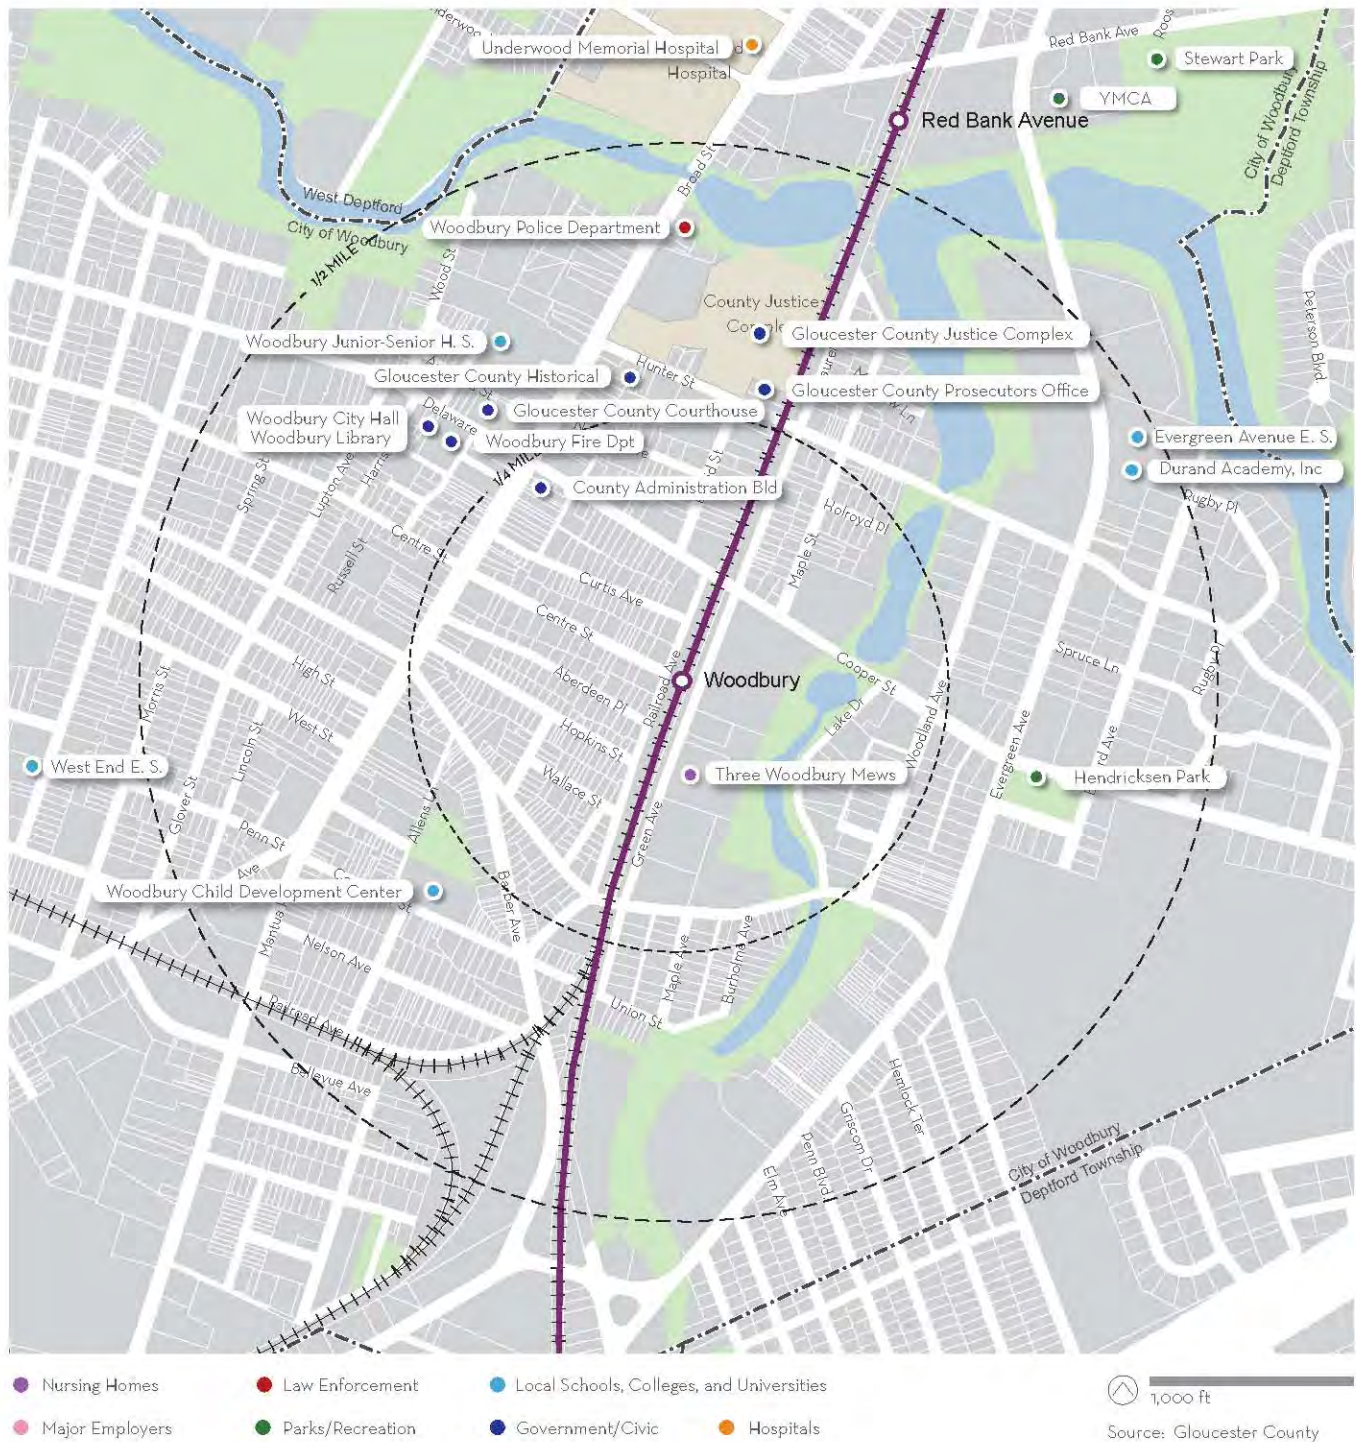 Underwood Memorial Hospital
Hospital
Red Bank Ave
Stewart Park
YMCA
Red Bank Avenue
City of Woodbury
Deptford Township
Broad St
West Deptford
City of Woodbury
Woodbury Police Department
1/2 MILE
Wood St
County Justice
Gloucester County Justice Complex
Peterson Blvd.
Woodbury Junior-Senior H. S.
Hunter St
Gloucester County Historical
Gloucester County Prosecutors Office
Delaware
Gloucester County Courthouse
Woodbury City Hall
Woodbury Library
Woodbury Fire Dpt
Evergreen Avenue E. S.
Durand Academy, Inc
1/4 MILE
County Administration Bld
Spring St
Lupton Ave
Rugby Pl
Holroyd Pl
Centre St
Maple St
Russell St
Curtis Ave
Centre St
Spruce Ln
Rugby Pl
High St
Aberdeen Pl
Railroad Ave
Woodbury
Cooper St
Morris St
West St
Lincoln St
Hopkins St
Lake Dr
Woodland Ave
Evergreen Ave
West End E. S.
Wallace St
Three Woodbury Mews
Hendricksen Park
Glover St
Penn St
Green Ave
Ave
Woodbury Child Development Center
Barber Ave
Nelson Ave
Maple Ave
Burholme Ave
Railroad Ave
Union St
Bellevue Ave
Hemlock Ter
Griscom Dr
Penn Blvd
Elm Ave
City of Woodbury
Deptford Township
Nursing Homes
Law Enforcement
Local Schools, Colleges, and Universities
Major Employers
Parks/Recreation
Government/Civic
Hospitals
1,000 ft
Source: Gloucester County